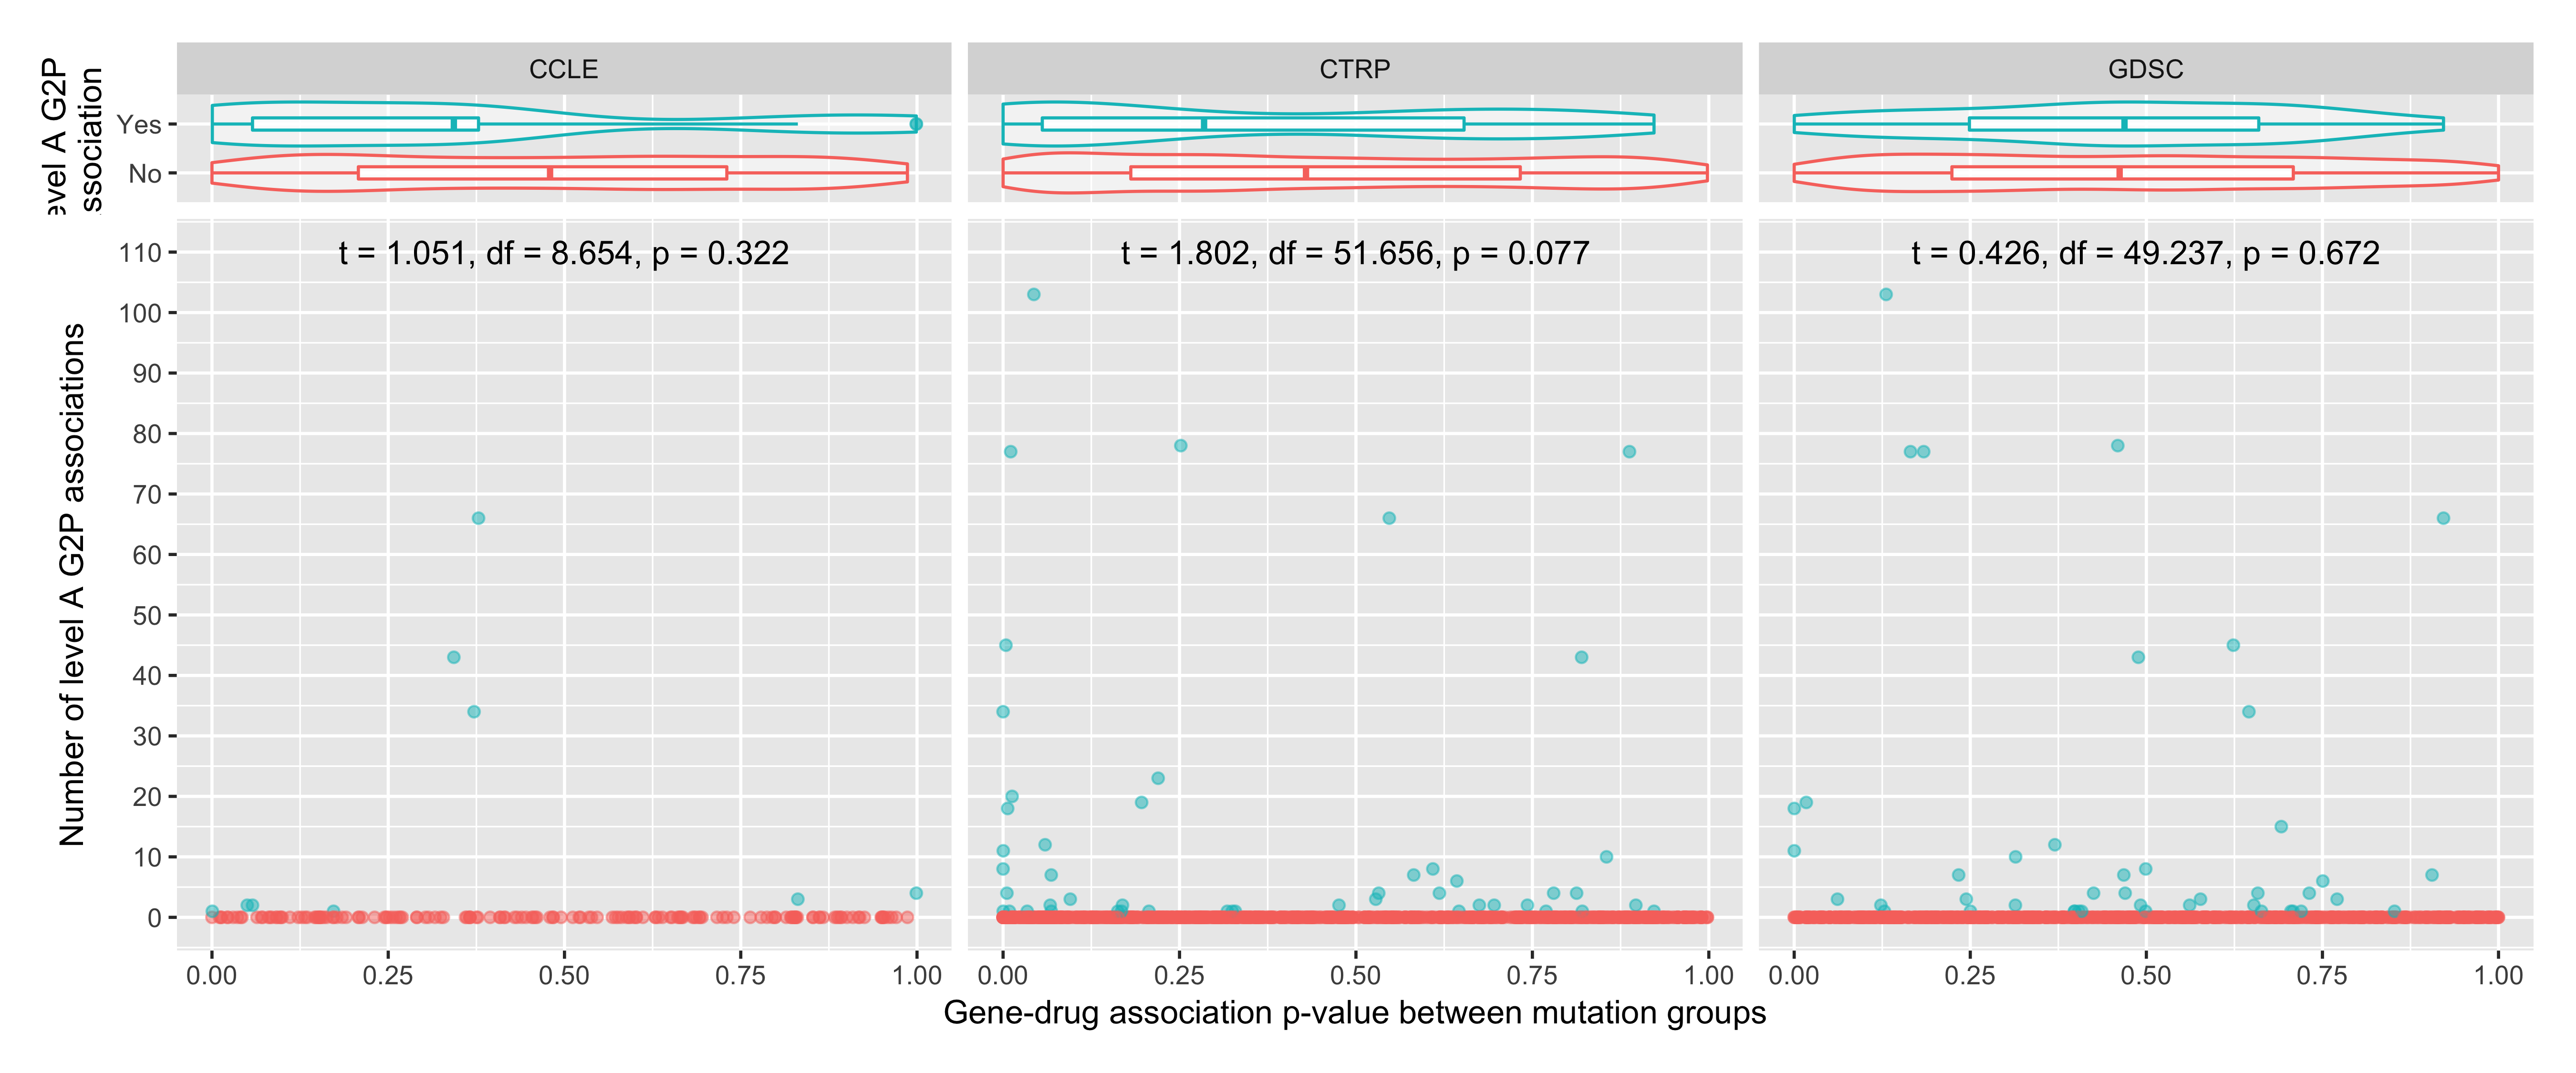 CCLE
CTRP
GDSC
evel A G2P
ssociation
Yes
No
t = 1.051, df = 8.654, p = 0.322
t = 1.802, df = 51.656, p = 0.077
t = 0.426, df = 49.237, p = 0.672
Number of level A G2P associations
110
100
90
80
70
60
50
40
30
20
10
0
0.00 0.25 0.50 0.75 1.00
0.00 0.25 0.50 0.75 1.00
0.00 0.25 0.50 0.75 1.00
Gene-drug association p-value between mutation groups